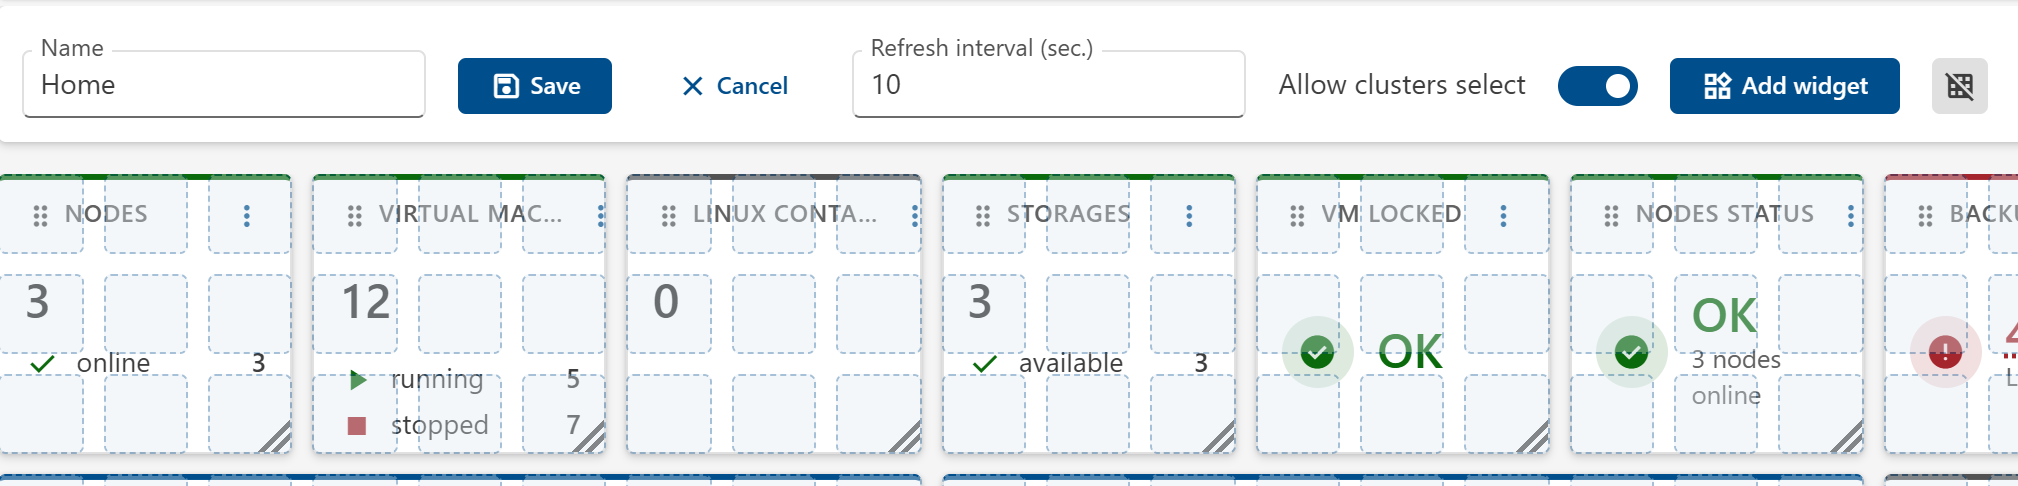 Name
Home
Save
Cancel
Refresh interval (sec.)
10
Allow clusters select
Add widget
NODES
3
online 3
VIRTUAL MAC...
12
running 5
stopped 7
LINUX CONTA...
0
STORAGES
3
available 3
VM LOCKED
OK
NODES STATUS
OK
3 nodes
online